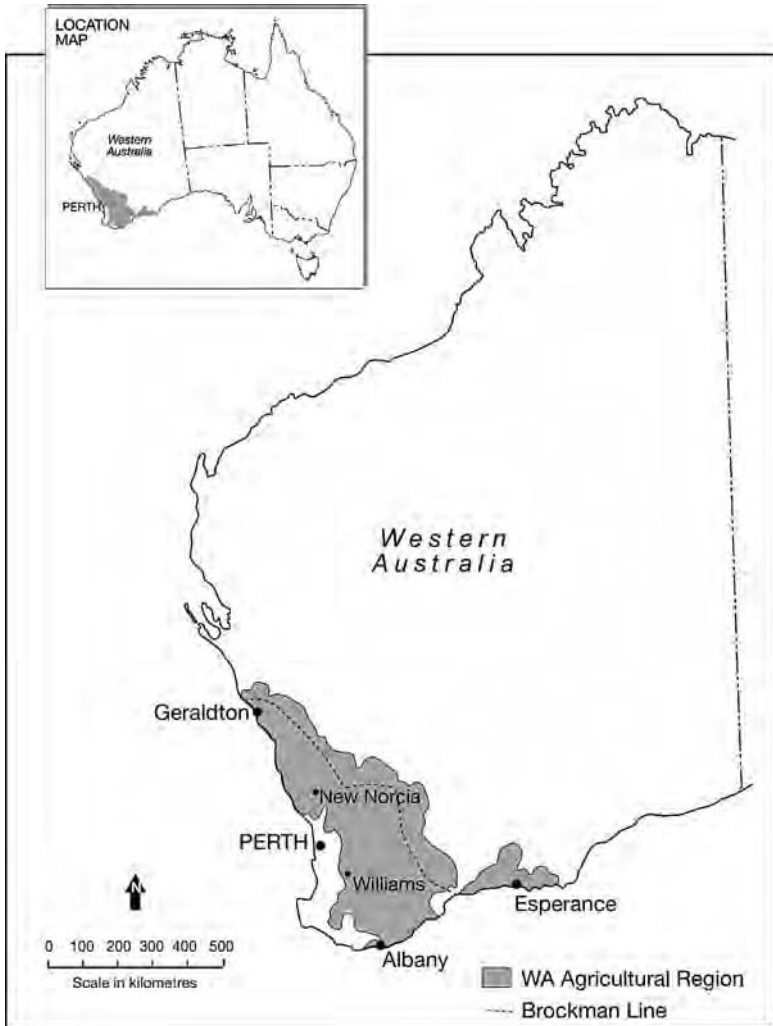 LOCATION
MAP
Western
Australia
PERTH
Western
Australia
Geraldton
New Norcia
PERTH
Williams
Esperance
Albany
N
0 100 200 300 400 500
Scale in kilometres
WA Agricultural Region
Brockman Line